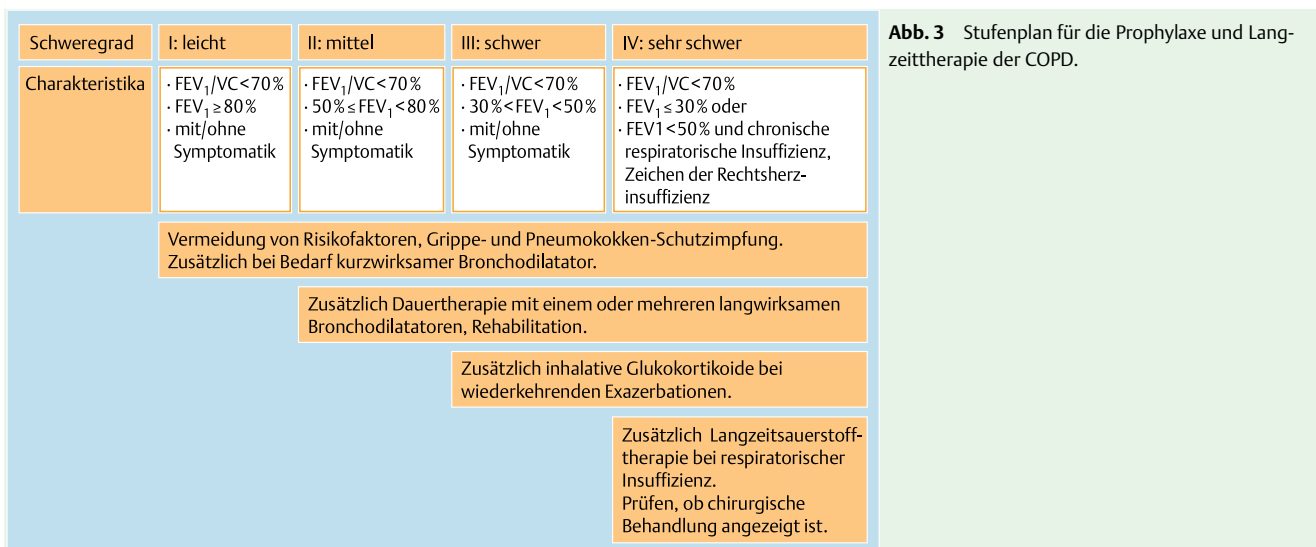 Schweregrad
I: leicht
II: mittel
III: schwer
IV: sehr schwer
Charakteristika
· FEV₁/VC<70%
· FEV₁≥80%
· mit/ohne
Symptomatik
· FEV₁/VC<70%
· 50%≤FEV₁<80%
· mit/ohne
Symptomatik
· FEV₁/VC<70%
· 30%<FEV₁<50%
· mit/ohne
Symptomatik
· FEV₁/VC<70%
· FEV₁≤30% oder
· FEV1<50% und chronische
respiratorische Insuffizienz,
Zeichen der Rechtsherz-
insuffizienz
Vermeidung von Risikofaktoren, Grippe- und Pneumokokken-Schutzimpfung.
Zusätzlich bei Bedarf kurzwirksamer Bronchodilatator.
Zusätzlich Dauertherapie mit einem oder mehreren langwirksamen
Bronchodilatatoren, Rehabilitation.
Zusätzlich inhalative Glukokortikoide bei
wiederkehrenden Exazerbationen.
Zusätzlich Langzeitsauerstoff-
therapie bei respiratorischer
Insuffizienz.
Prüfen, ob chirurgische
Behandlung angezeigt ist.
Abb. 3 Stufenplan für die Prophylaxe und Lang-
zeittherapie der COPD.